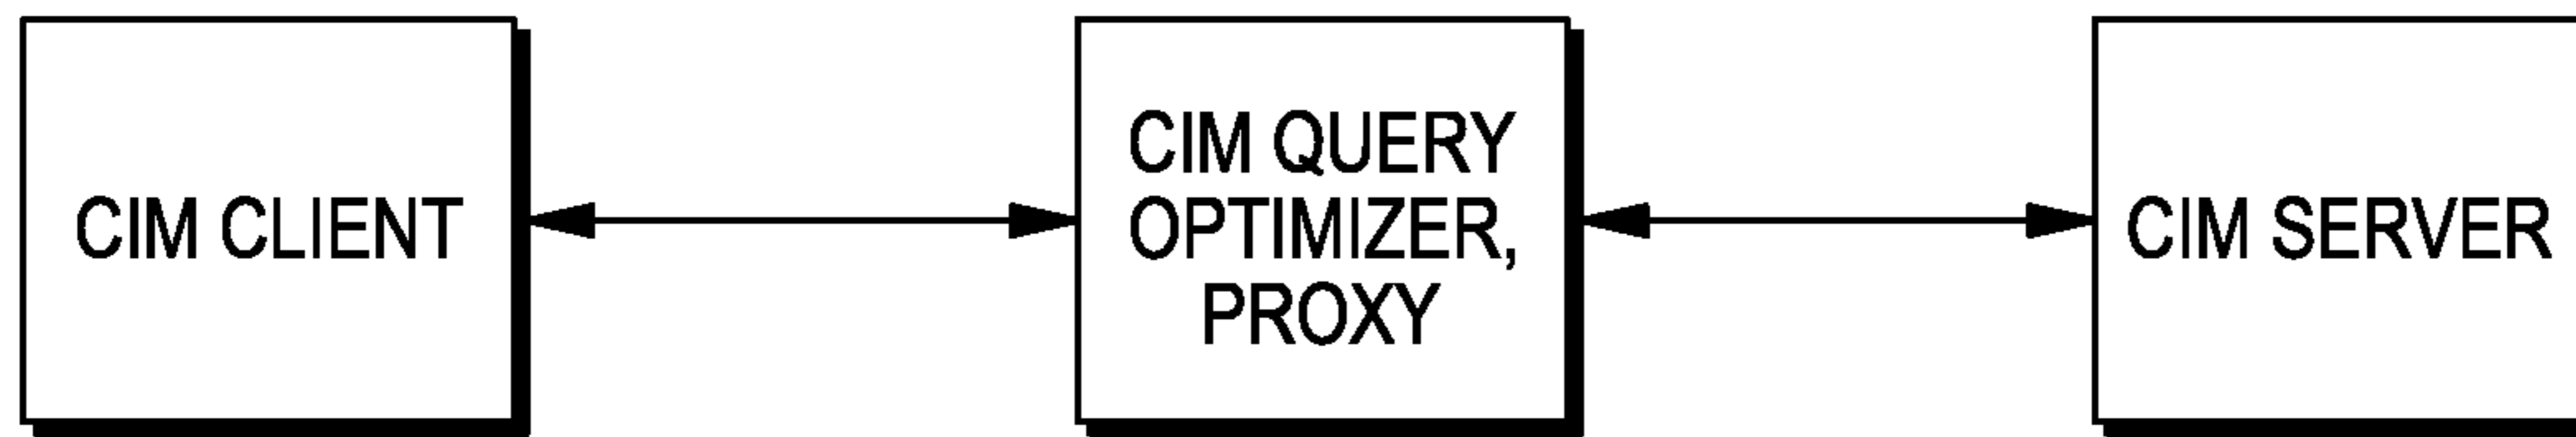 CIM CLIENT
CIM QUERY
OPTIMIZER,
PROXY
CIM SERVER